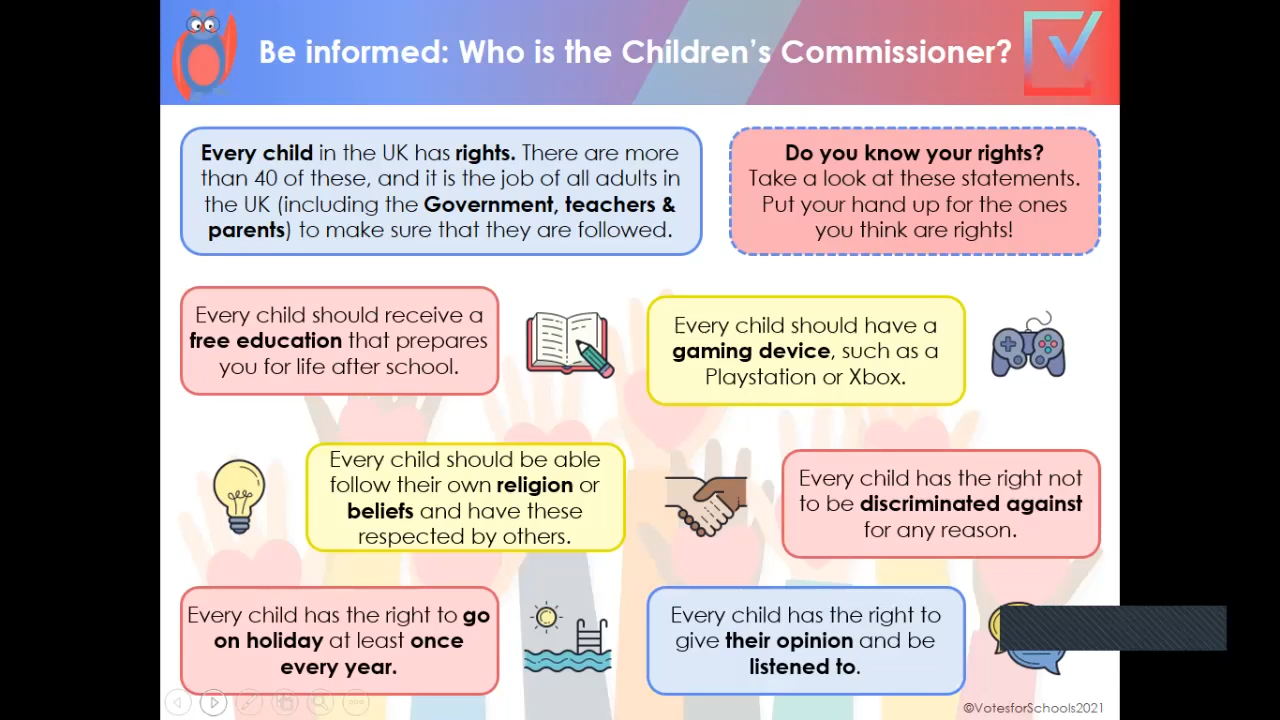 Be informed: Who is the Children's Commissioner?
Every child in the UK has rights. There are more
than 40 of these, and it is the job of all adults in
the UK (including the Government, teachers &
parents) to make sure that they are followed.
Do you know your rights?
Take a look at these statements.
Put your hand up for the ones
you think are rights!
Every child should receive a
free education that prepares
you for life after school.
Every child should have a
gaming device, such as a
Playstation or Xbox.
Every child should be able
follow their own religion or
beliefs and have these
respected by others.
Every child has the right not
to be discriminated against
for any reason.
Every child has the right to go
on holiday at least once
every year.
Every child has the right to
give their opinion and be
listened to.
©VotesforSchools2021